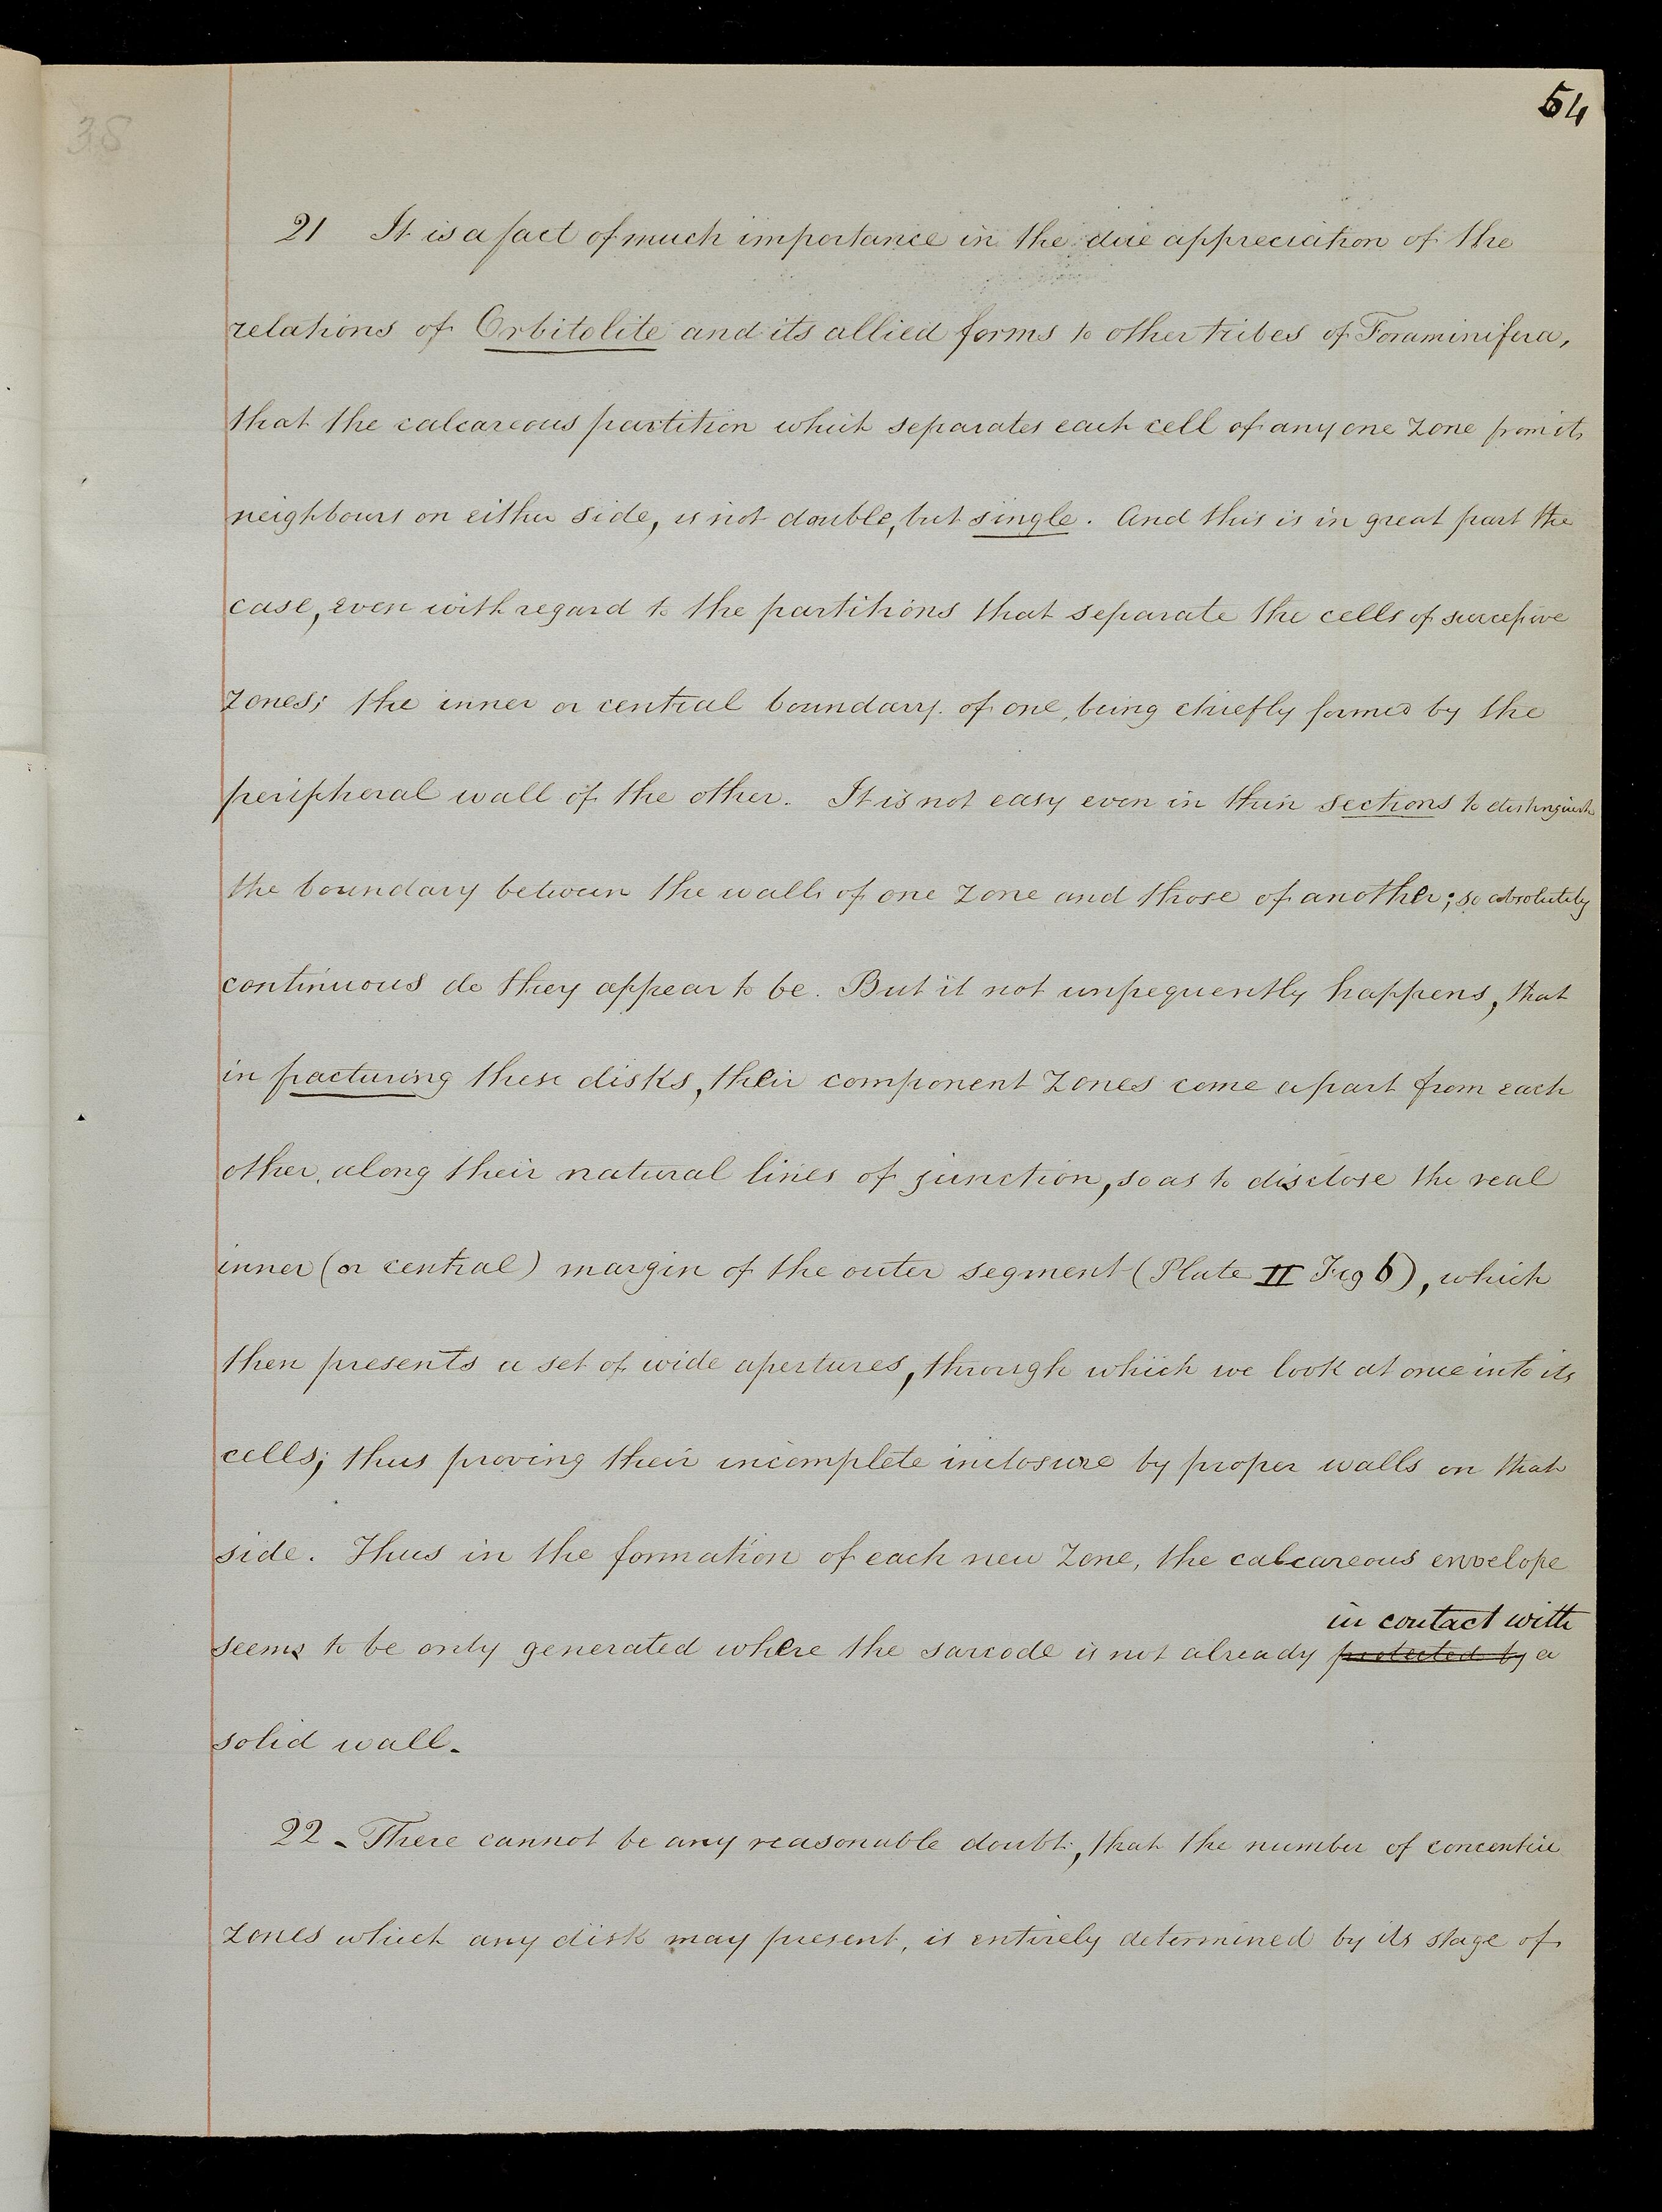 54
38
21 It is a fact of much importance in the due appreciation of the
relations of Orbitolite and its allied forms to other tribes of Foraminifera,
that the calcareous partition which separates each cell of any one zone from its
neighbours on either side, is not double, but single. And this is in great part the
case, even with regard to the partitions that separate the cells of successive
zones; the inner or central boundary of one, being chiefly formed by the
peripheral wall of the other. It is not easy even in thin sections to distinguish
the boundary between the walls of one zone and those of another; so absolutely
continuous do they appear to be. But it not unfrequently happens, that
in fracturing these disks, their component zones come apart from each
other, along their natural lines of junction, so as to disclose the real
inner (or central) margin of the outer segment (Plate II Fig 6), which
then presents a set of wide apertures, through which we look at once into its
cells; thus proving their incomplete inclosure by proper walls on that
side. Thus in the formation of each new zone, the calcareous envelope
in contact with
seems to be only generated where the sarcode is not already protected by a
solid wall.
22 - There cannot be any reasonable doubt, that the number of concentric
zones which any disk may present, is entirely determined by its stage of